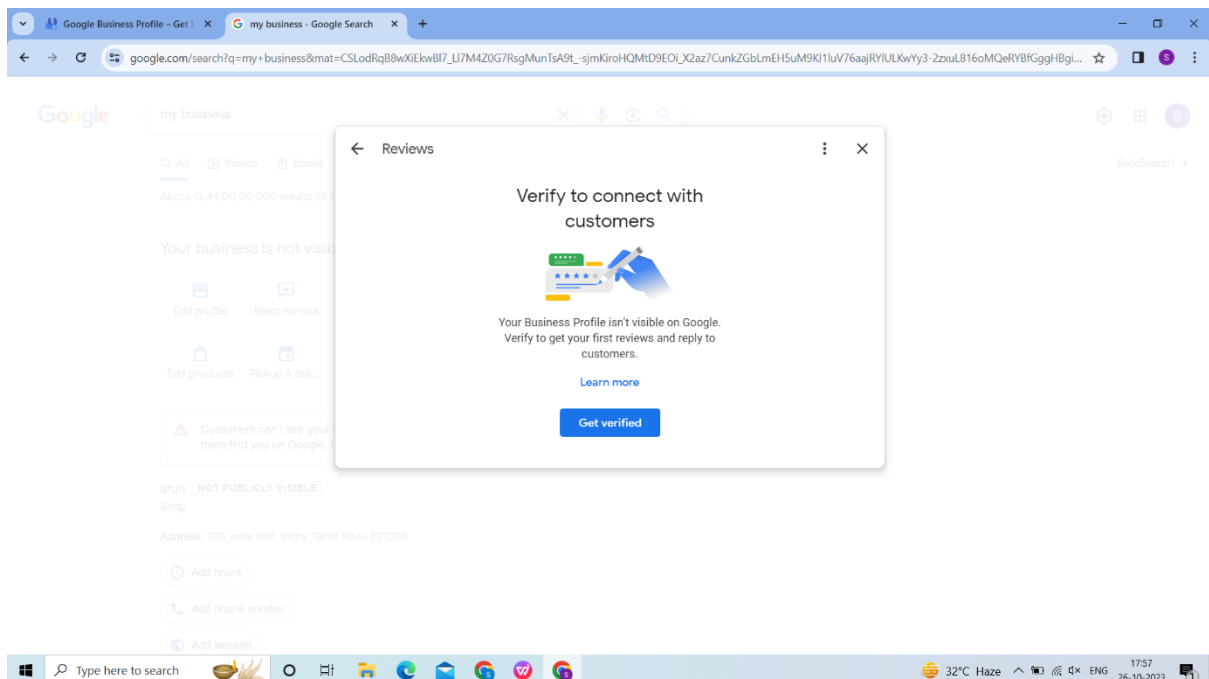 Google Business Profile – Get l
my business - Google Search
google.com/search?q=my+business&mat=
S
Google
my business
S
All
Videos
Books
SafeSearch
About 13,44,00,00,000 results (0.3
Your business is not visib
Edit profile
Read reviews
Edit products
Pickup & deli...
Customers can't see your
them find you on Google. L
arun NOT PUBLICLY VISIBLE
Shop
Address: 123, near root, trichy, Tamil Nadu 621206
Add hours
Add phone number
Add website
Reviews
Verify to connect with
customers
Your Business Profile isn't visible on Google.
Verify to get your first reviews and reply to
customers.
Learn more
Get verified
Type here to search
32°C Haze
ENG
17:57
26-10-2023